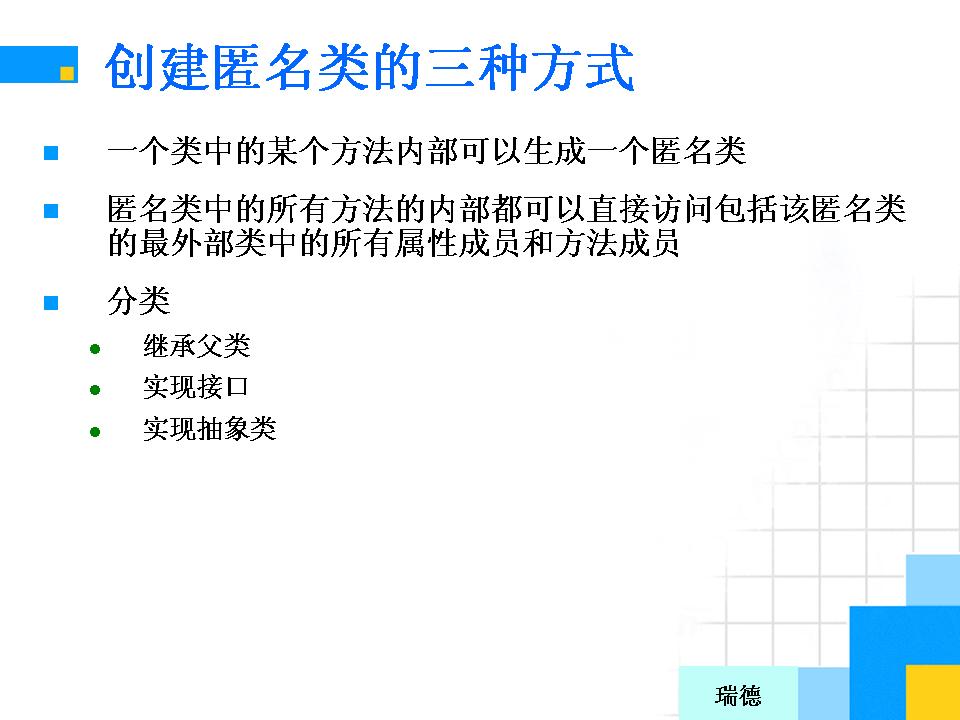 创建匿名类的三种方式
一个类中的某个方法内部可以生成一个匿名类
匿名类中的所有方法的内部都可以直接访问包括该匿名类
的最外部类中的所有属性成员和方法成员
分类
继承父类
实现接口
实现抽象类
瑞德